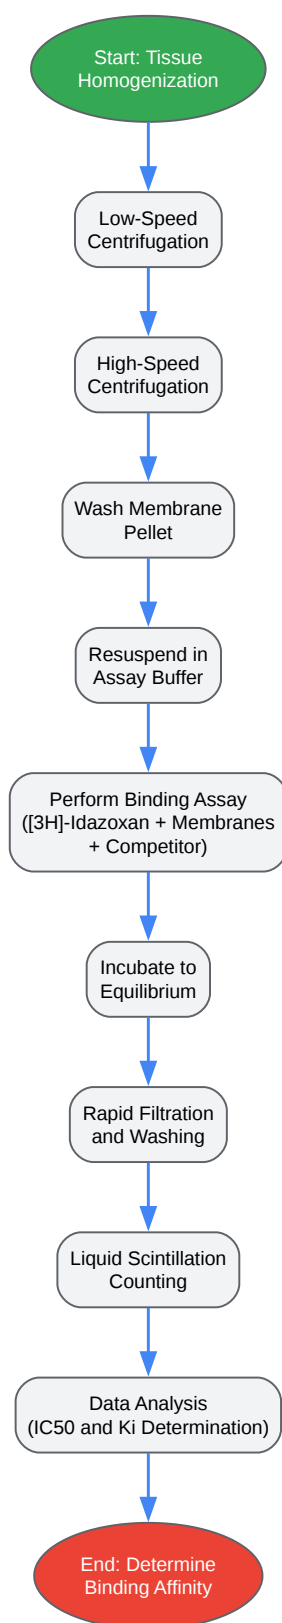 Start: Tissue
Homogenization
Low-Speed
Centrifugation
High-Speed
Centrifugation
Wash Membrane
Pellet
Resuspend in
Assay Buffer
Perform Binding Assay
([3H]-Idazoxan + Membranes
+ Competitor)
Incubate to
Equilibrium
Rapid Filtration
and Washing
Liquid Scintillation
Counting
Data Analysis
(IC50 and Ki Determination)
End: Determine
Binding Affinity